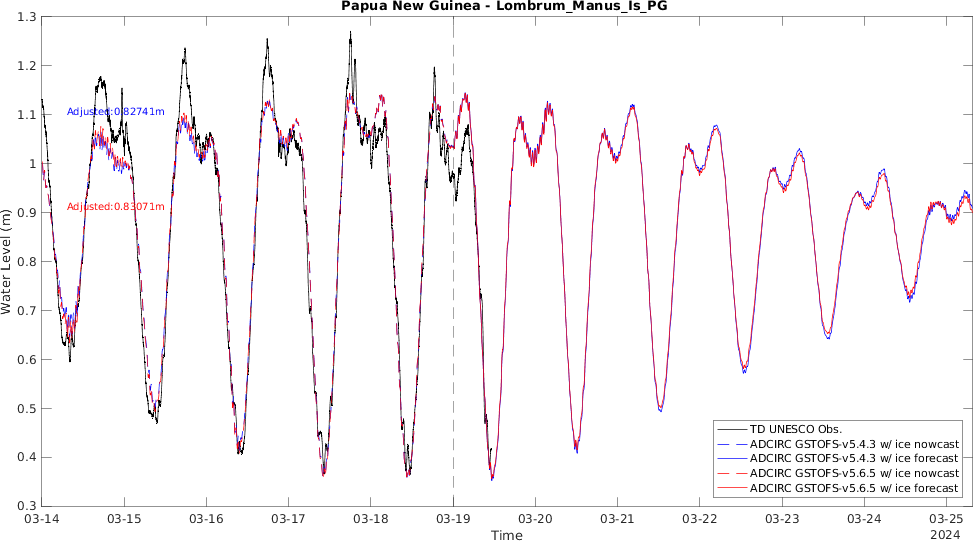 Papua New Guinea - Lombrum_Manus_Is_PG
1.3
1.2
1.1
1
0.9
0.8
0.7
0.6
0.5
0.4
0.3
Water Level (m)
Adjusted:0.82741m
Adjusted:0.83071m
TD UNESCO Obs.
ADCIRC GSTOFS-v5.4.3 w/ ice nowcast
ADCIRC GSTOFS-v5.4.3 w/ ice forecast
ADCIRC GSTOFS-v5.6.5 w/ ice nowcast
ADCIRC GSTOFS-v5.6.5 w/ ice forecast
03-14 03-15 03-16 03-17 03-18 03-19 03-20 03-21 03-22 03-23 03-24 03-25
2024
Time